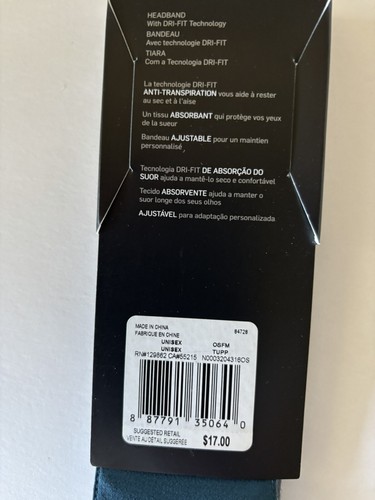 HEADBAND
With DRI-FIT Technology
BANDEAU
Avec technologie DRI-FIT
TIARA
Com a Tecnologia DRI-FIT
La technologie DRI-FIT
ANTI-TRANSPIRATION vous aide à rester
au sec et à l'aise
Un tissu ABSORBANT qui protège vos yeux
de la sueur
Bandeau AJUSTABLE pour un maintien
personnalisé
Tecnologia DRI-FIT DE ABSORÇÃO DO
SUOR ajuda a mantê-lo seco e confortável
Tecido ABSORVENTE ajuda a manter o
suor longe dos seus olhos
AJUSTÁVEL para adaptação personalizada
MADE IN CHINA 84728
FABRIQUE EN CHINE
UNISEX OSFM
UNISEX TUPP
RN#129662 CA#55215 N0003204316OS
8 87791 35064 0
SUGGESTED RETAIL
VENTE AU DÉTAIL SUGGÉRÉE $17.00